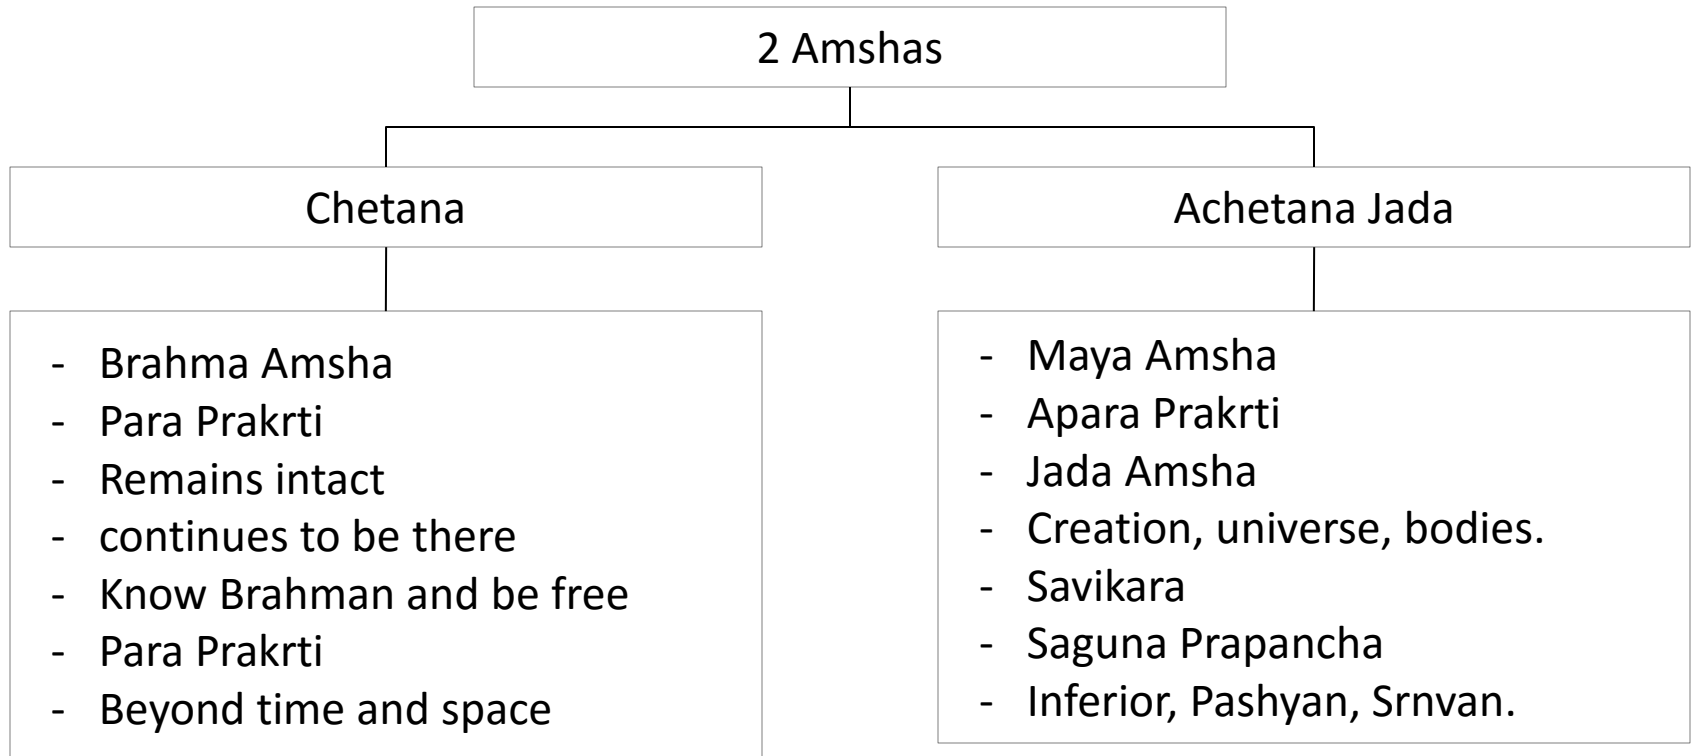 2 Amshas
Chetana
Achetana Jada
- Brahma Amsha
- Para Prakrti
- Remains intact
- continues to be there
- Know Brahman and be free
- Para Prakrti
- Beyond time and space
- Maya Amsha
- Apara Prakrti
- Jada Amsha
- Creation, universe, bodies.
- Savikara
- Saguna Prapancha
- Inferior, Pashyan, Srnvan.